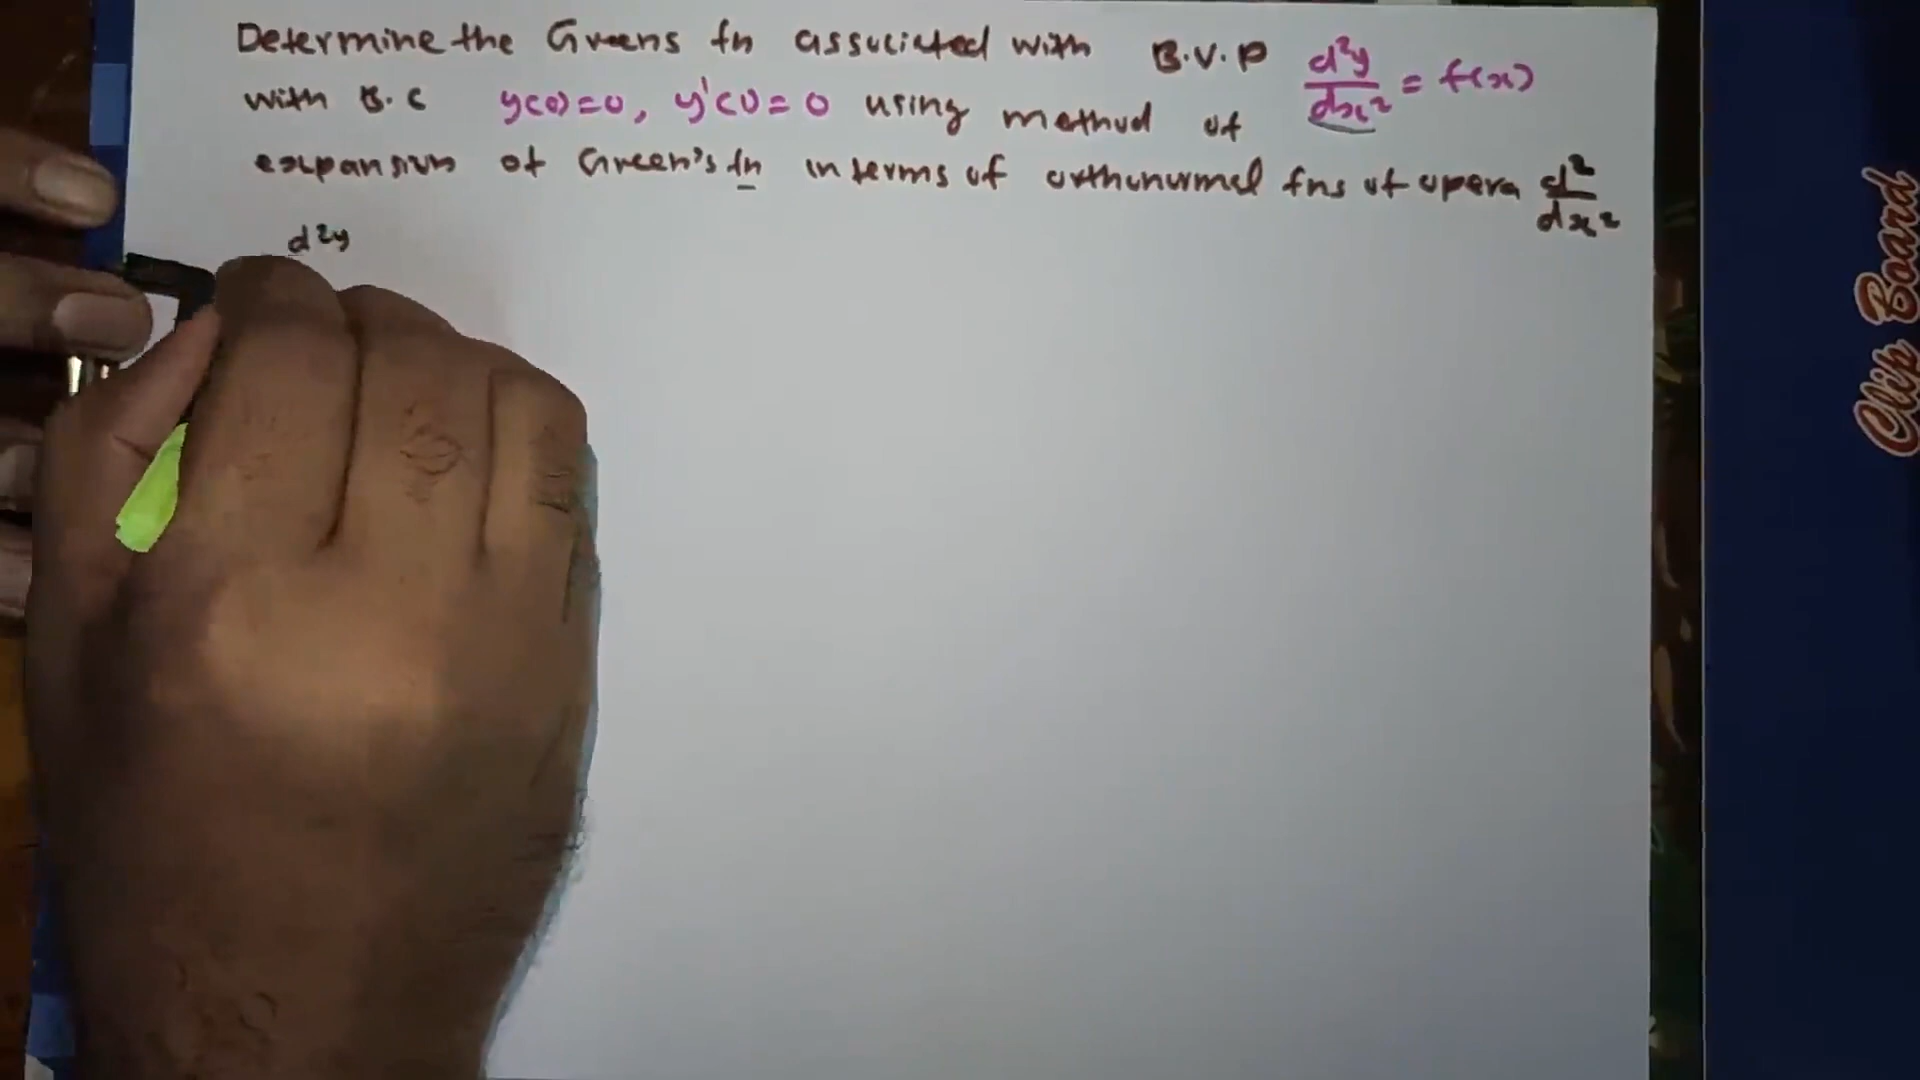 Determine the Greens fn associated with B.V.P d²y/dx² = f(x)
with B.C y(0)=0, y'(1)=0 using method of
expansion of Green's fn in terms of orthonormal fns of opera d²/dx²
d²y
Clip Board